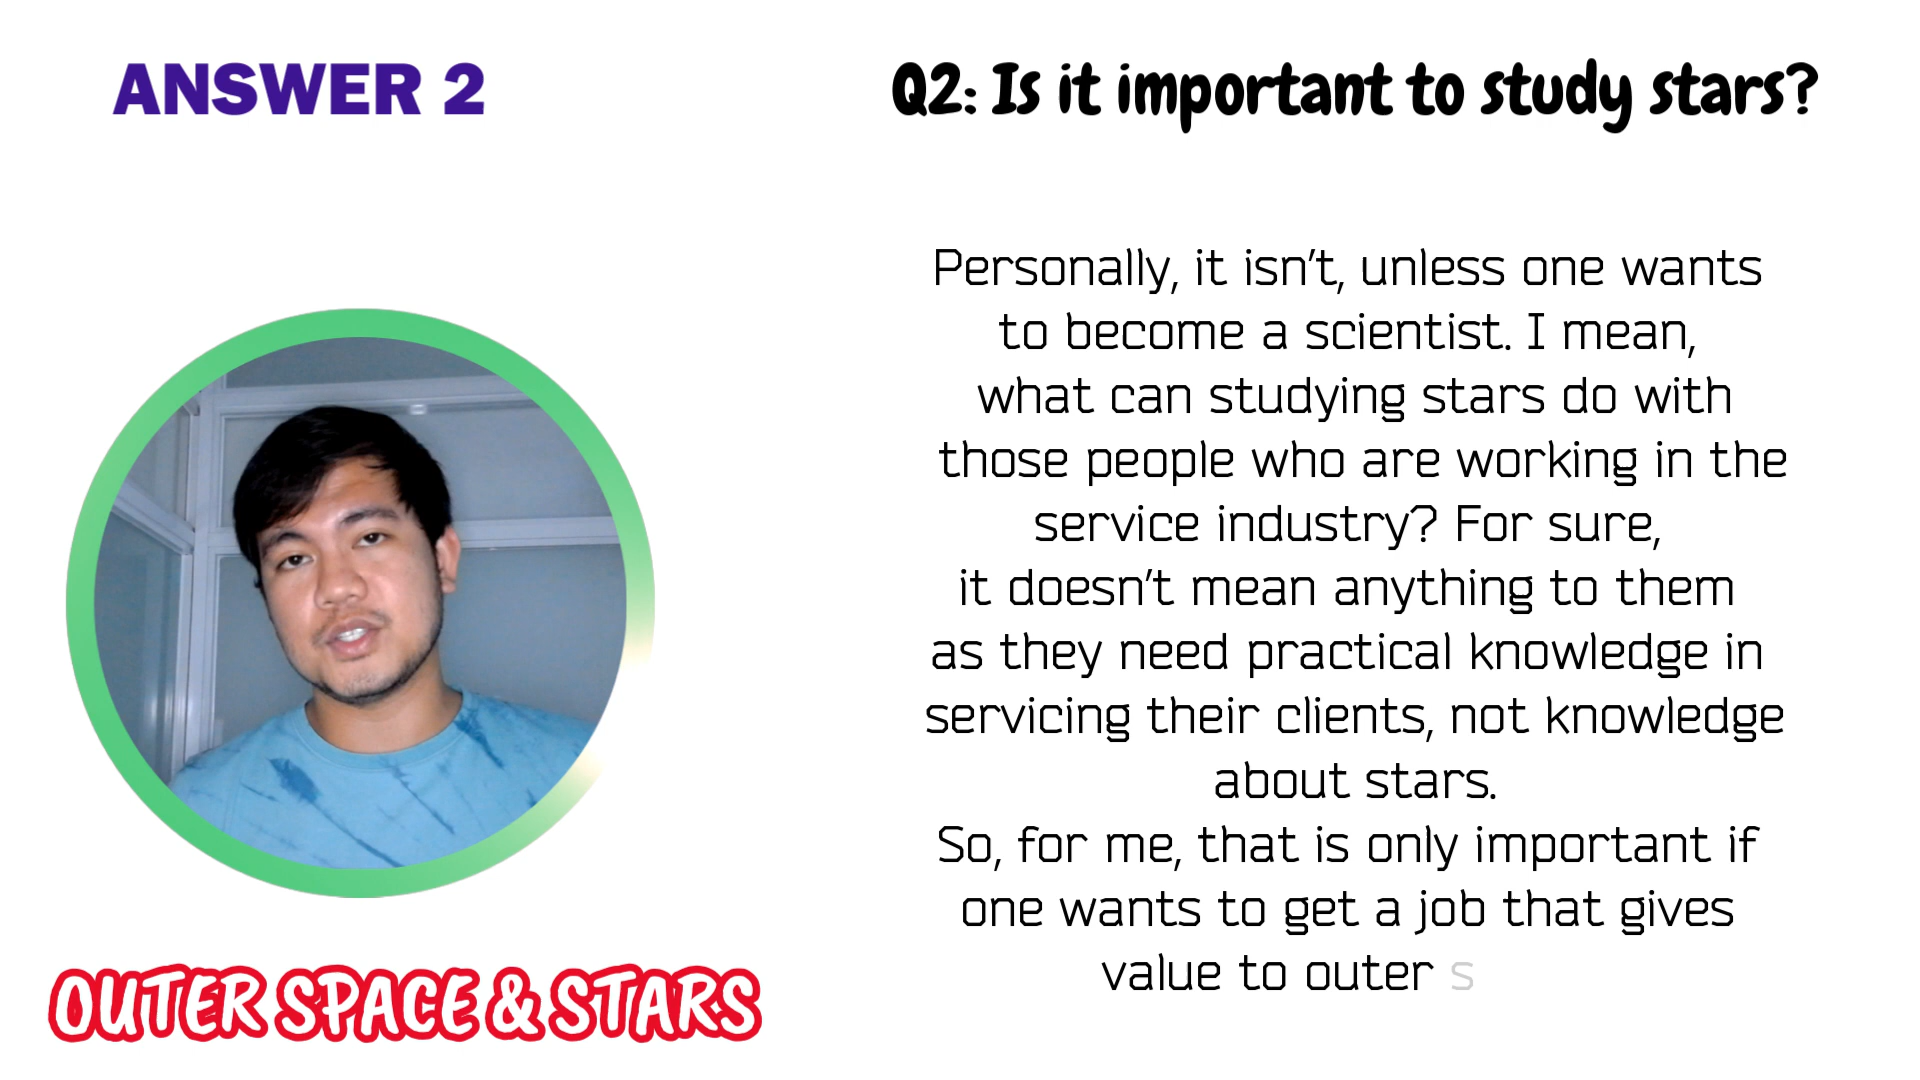 ANSWER 2
Q2: Is it important to study stars?
Personally, it isn't, unless one wants
to become a scientist. I mean,
what can studying stars do with
those people who are working in the
service industry? For sure,
it doesn't mean anything to them
as they need practical knowledge in
servicing their clients, not knowledge
about stars.
So, for me, that is only important if
one wants to get a job that gives
value to outer s
OUTER SPACE & STARS